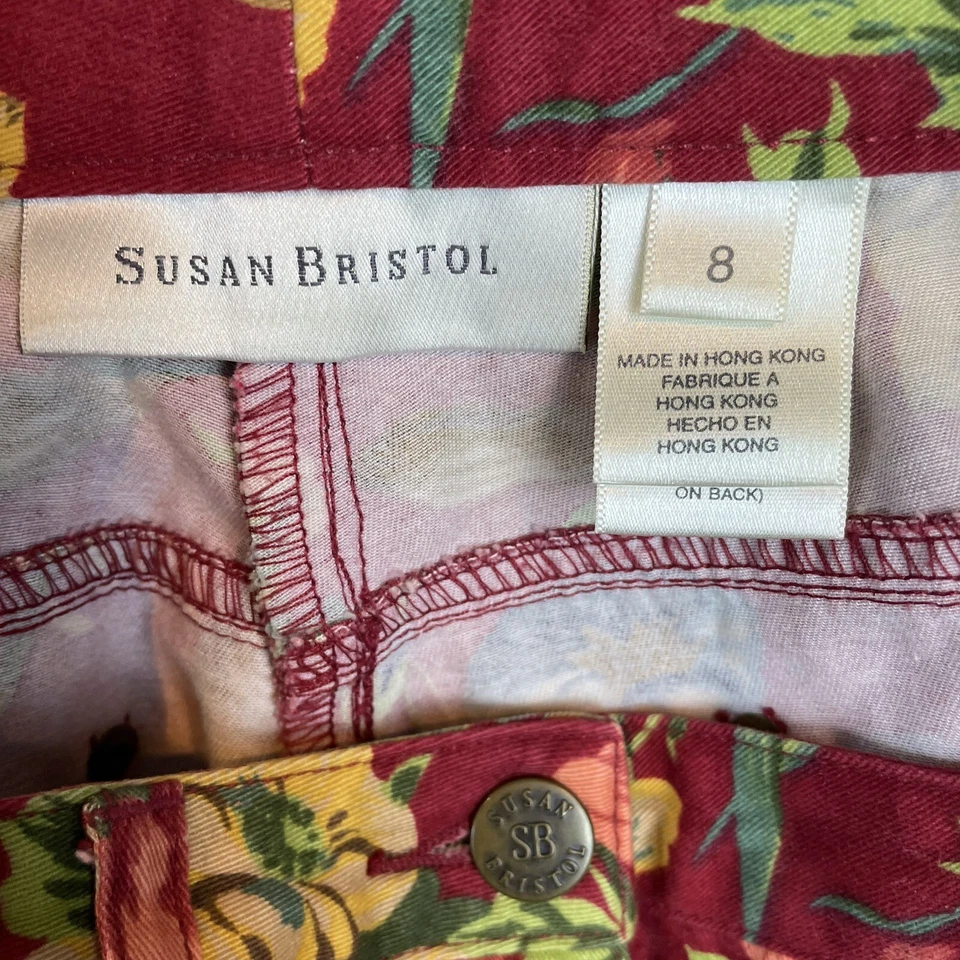 SUSAN BRISTOL
8
MADE IN HONG KONG
FABRIQUE A
HONG KONG
HECHO EN
HONG KONG
ON BACK)
SUSAN
SB
BRISTOL